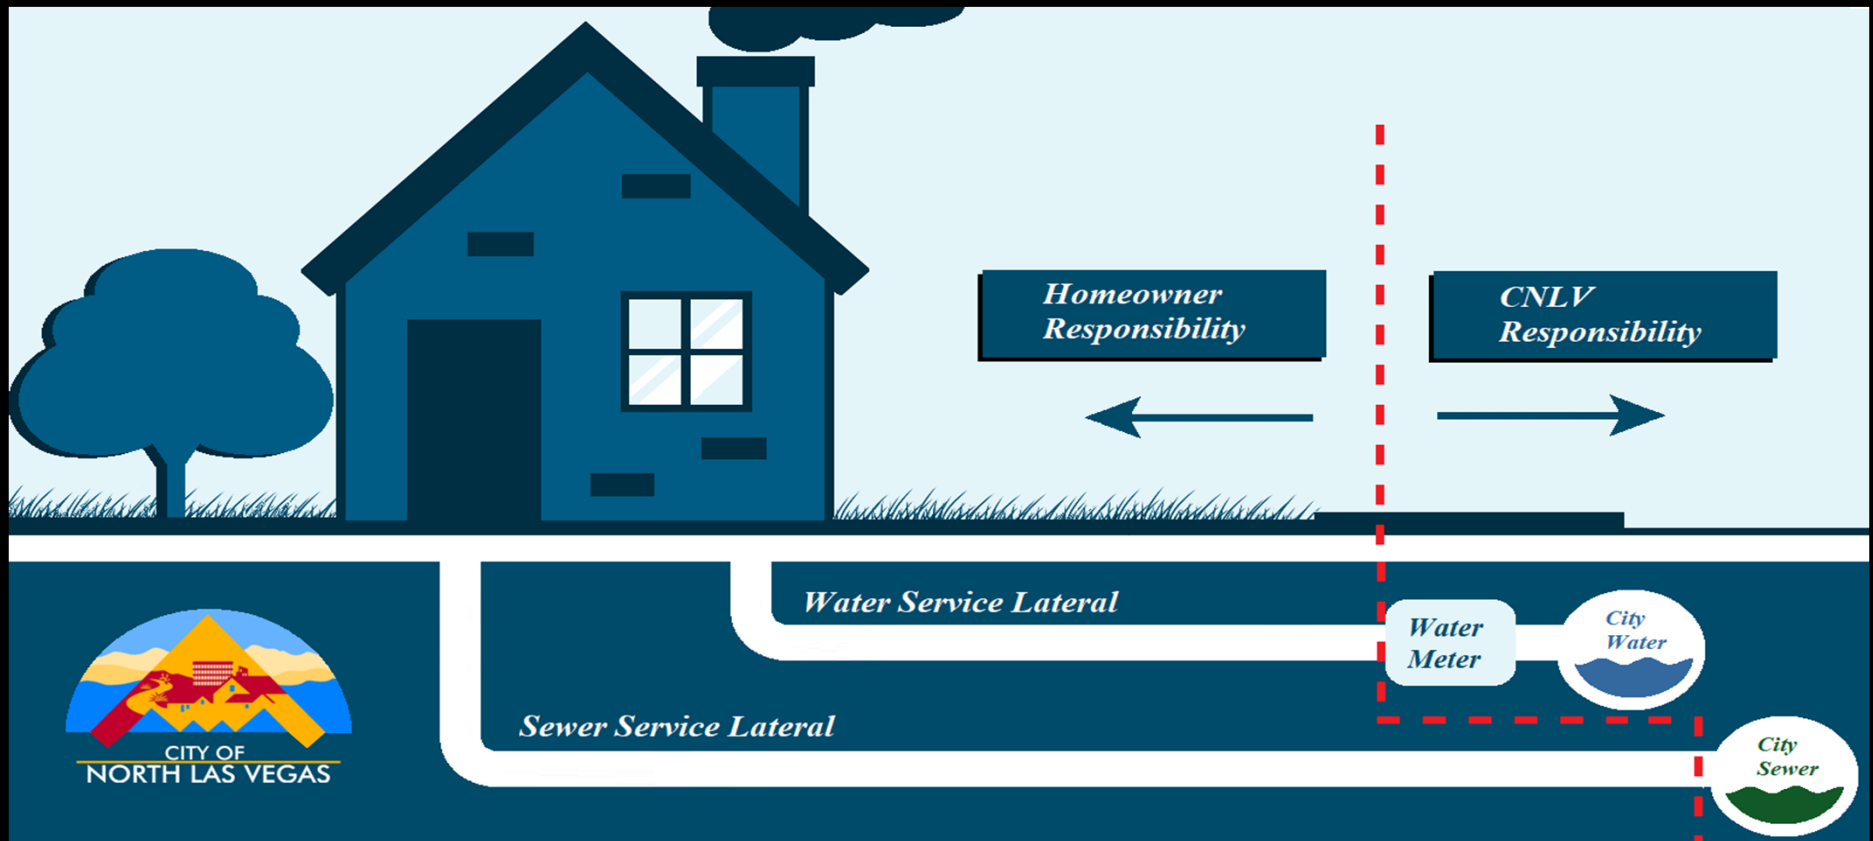 Homeowner
Responsibility
CNLV
Responsibility
Water Service Lateral
Water
Meter
City
Water
Sewer Service Lateral
City
Sewer
CITY OF
NORTH LAS VEGAS